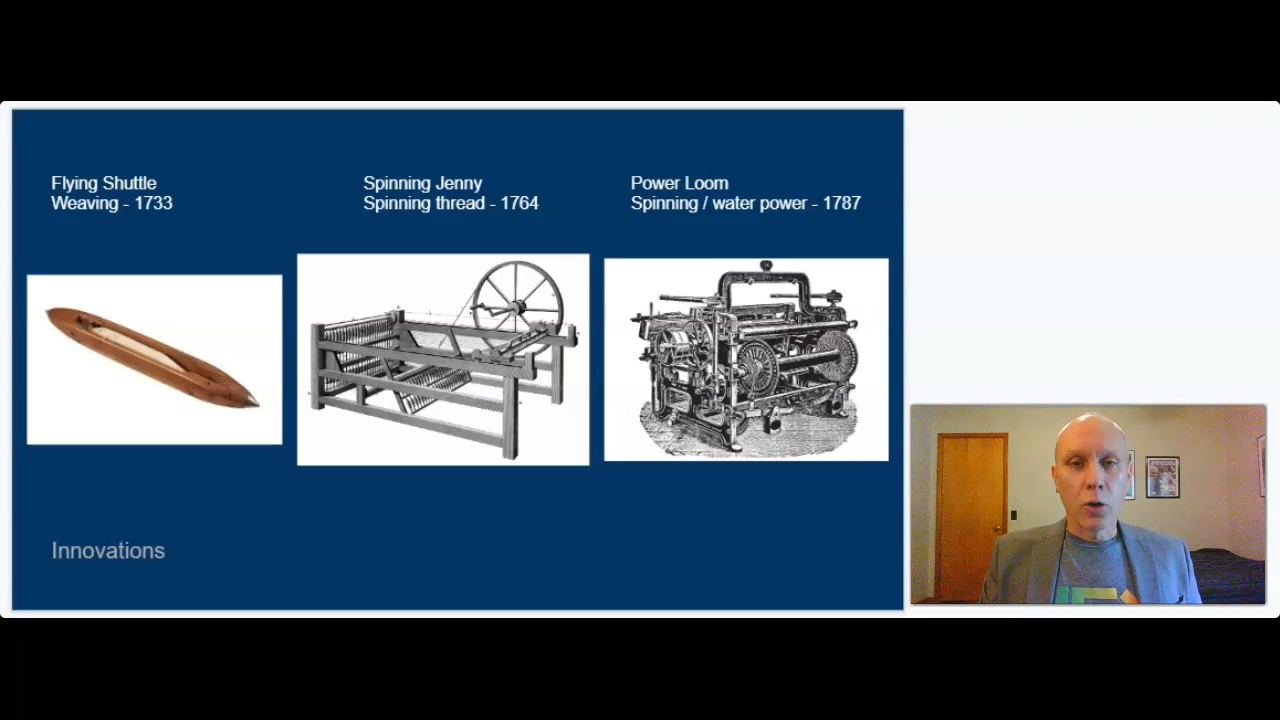 Flying Shuttle
Weaving - 1733
Spinning Jenny
Spinning thread - 1764
Power Loom
Spinning / water power - 1787
Innovations